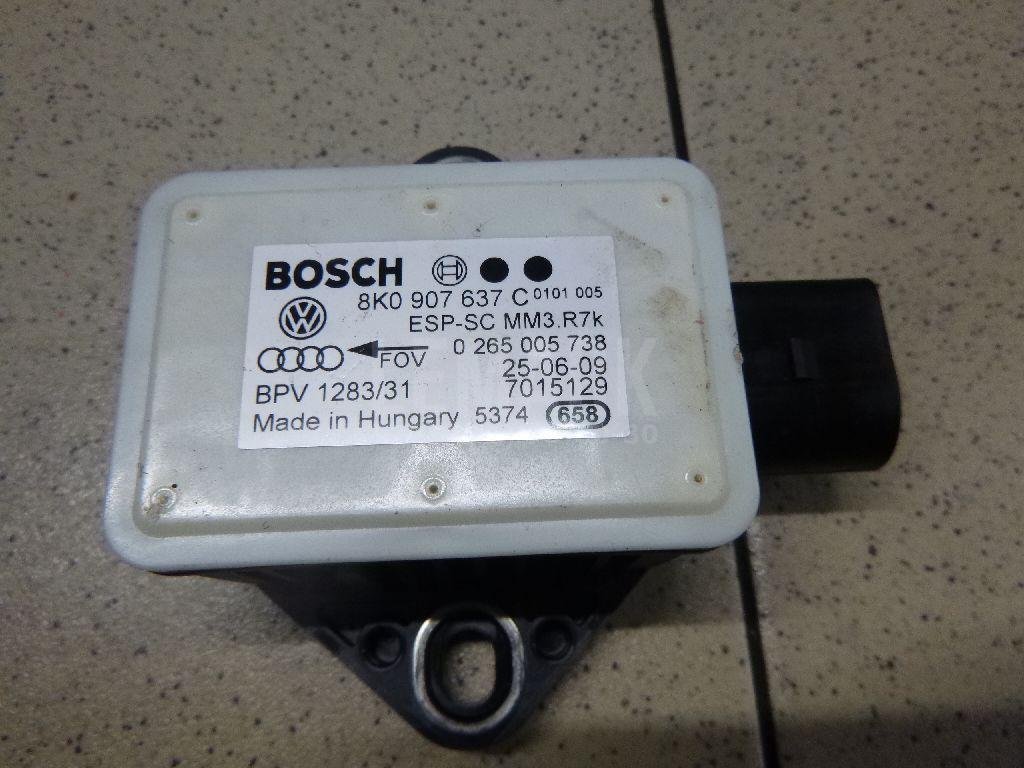 BOSCH
8K0 907 637 C 0101 005
ESP-SC MM3.R7k
FOV 0 265 005 738
25-06-09
BPV 1283/31 7015129
Made in Hungary 5374 658